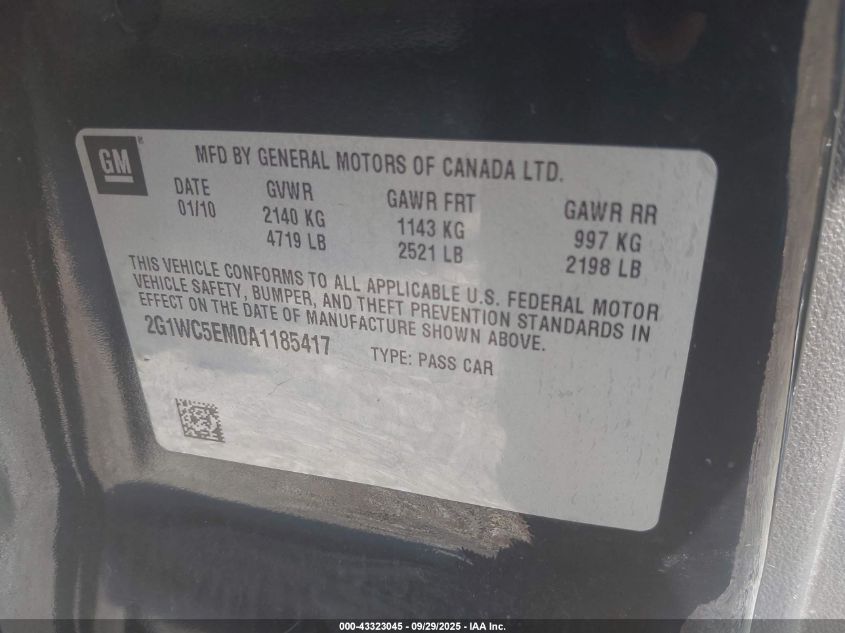 GM
MFD BY GENERAL MOTORS OF CANADA LTD.
DATE GVWR GAWR FRT GAWR RR
01/10 2140 KG 1143 KG 997 KG
4719 LB 2521 LB 2198 LB
THIS VEHICLE CONFORMS TO ALL APPLICABLE U.S. FEDERAL MOTOR
VEHICLE SAFETY, BUMPER, AND THEFT PREVENTION STANDARDS IN
EFFECT ON THE DATE OF MANUFACTURE SHOWN ABOVE.
2G1WC5EM0A1185417 TYPE: PASS CAR
000-43323045 - 09/29/2025 - IAA Inc.